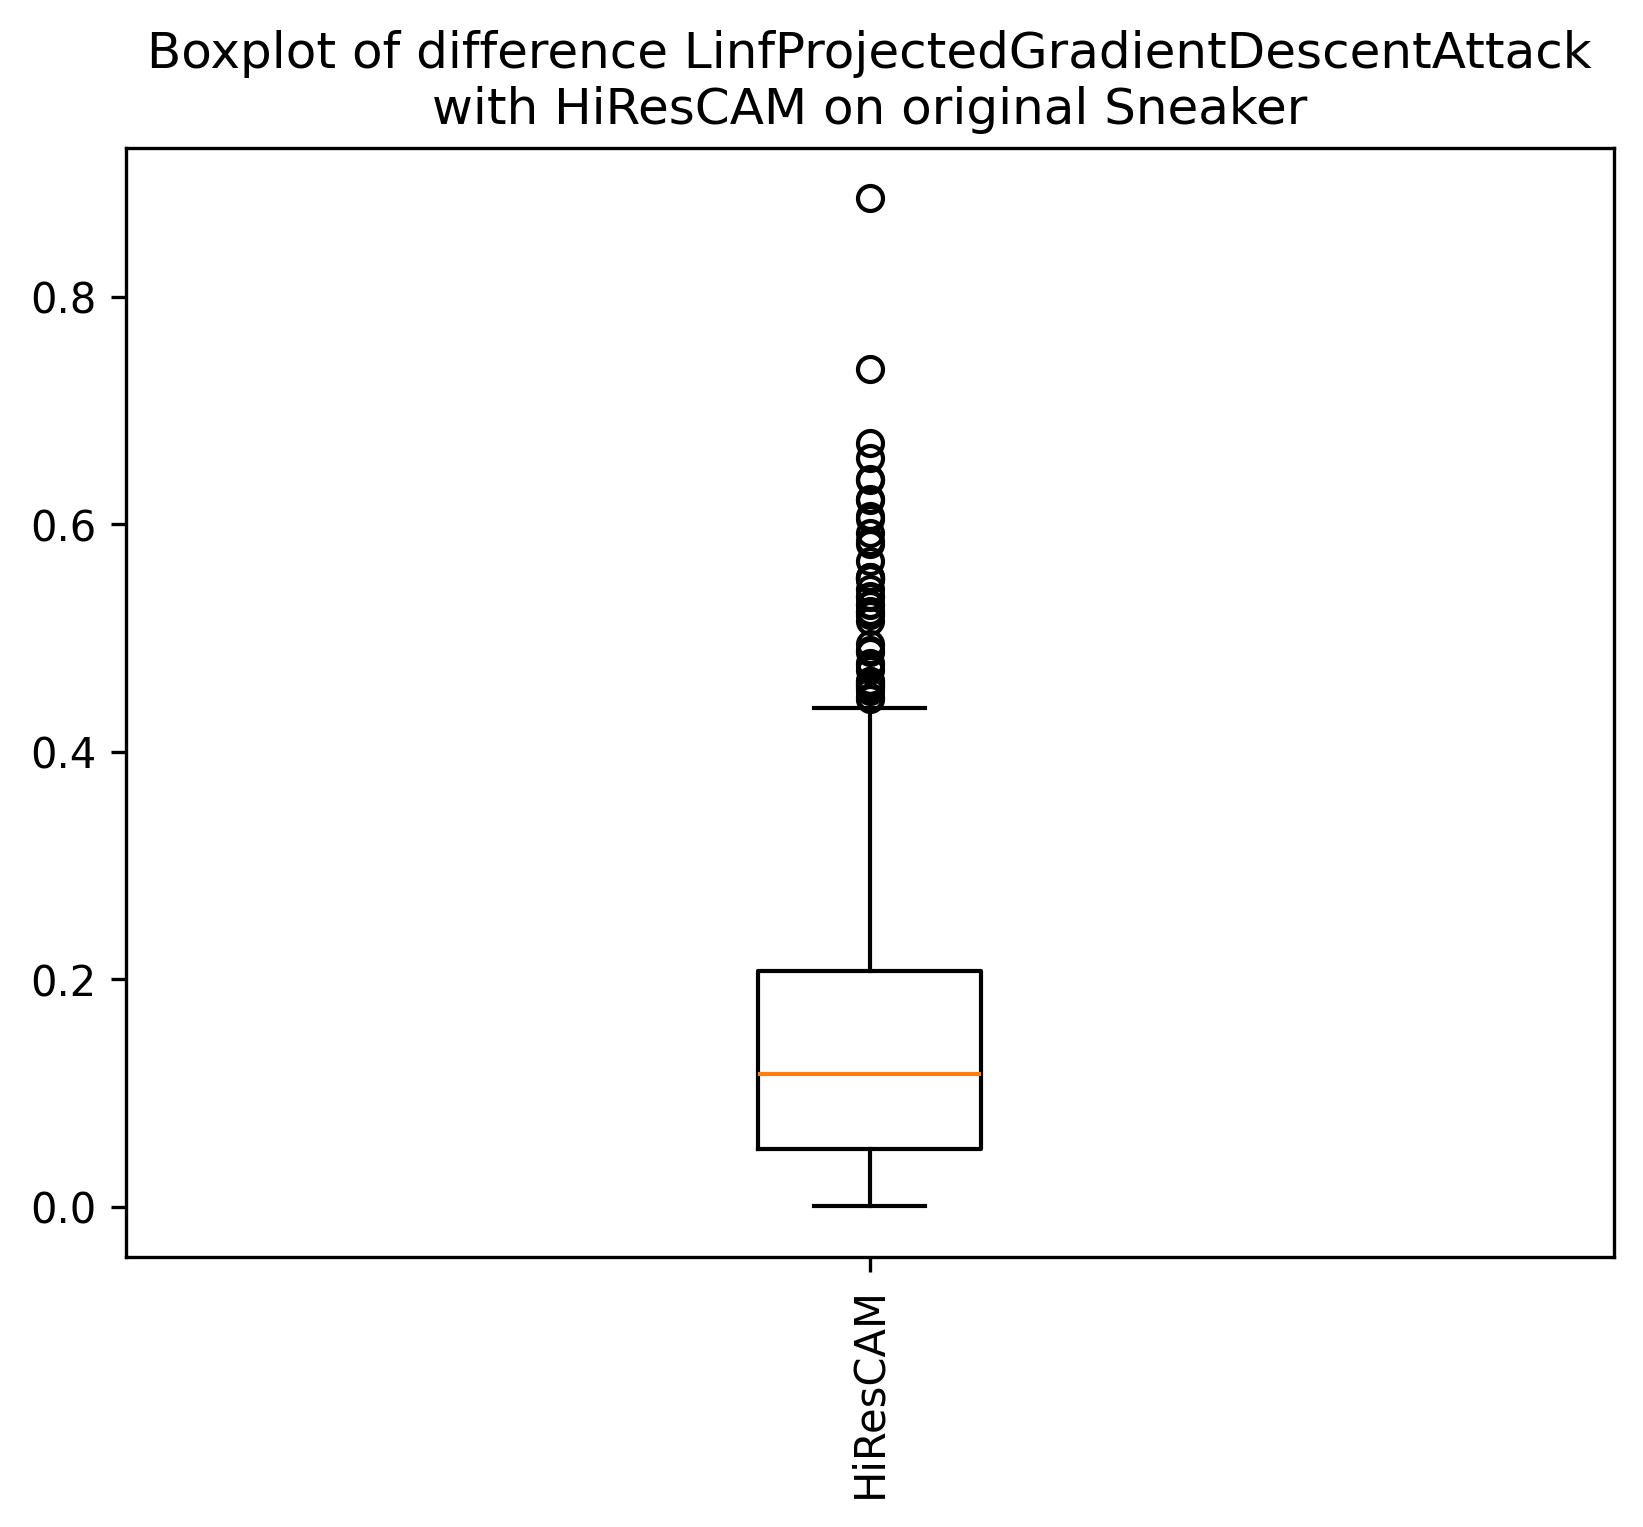 Boxplot of difference LinfProjectedGradientDescentAttack
with HiResCAM on original Sneaker
0.8
0.6
0.4
0.2
0.0
HiResCAM